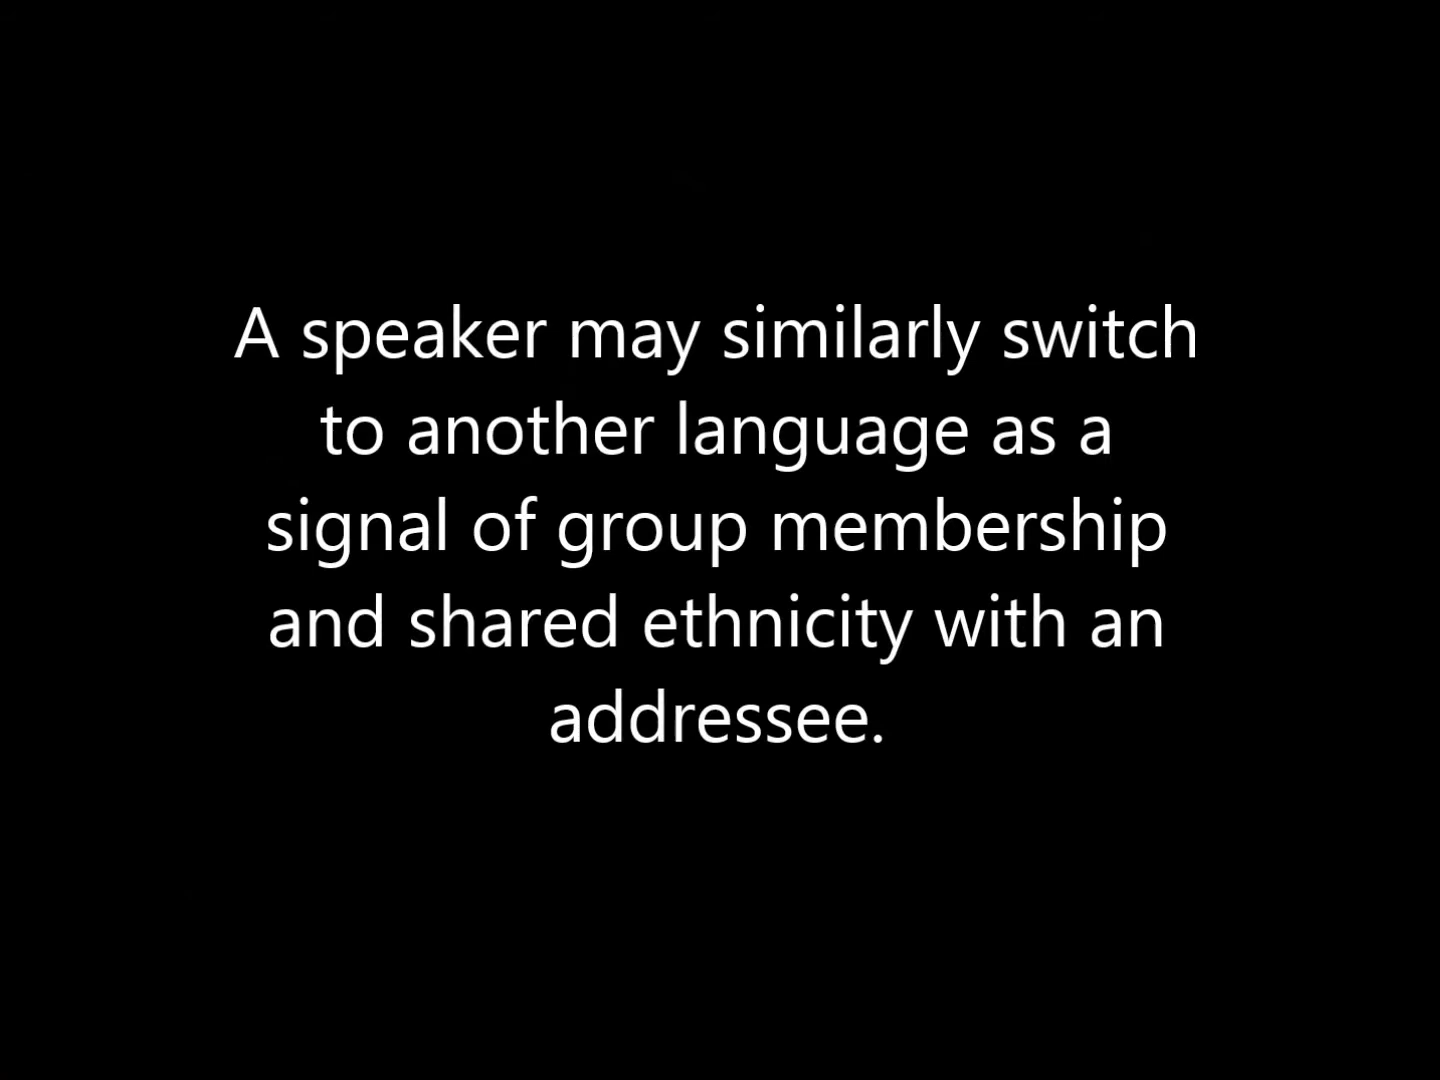 A speaker may similarly switch
to another language as a
signal of group membership
and shared ethnicity with an
addressee.